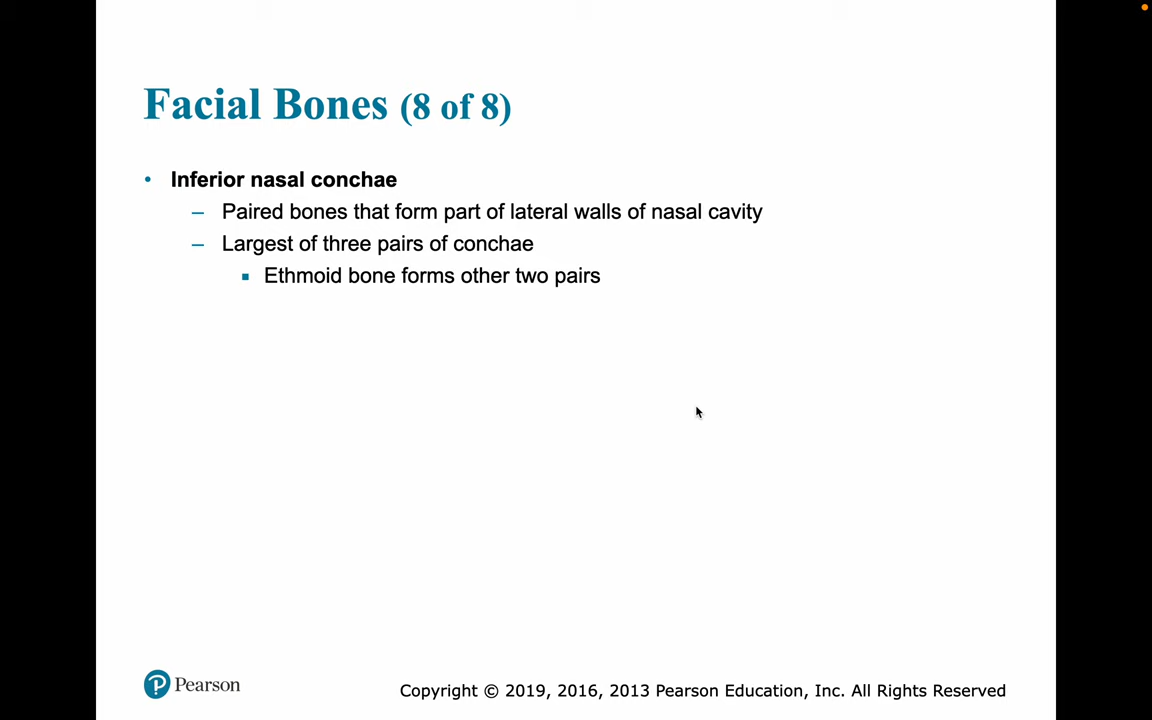 Facial Bones (8 of 8)
• Inferior nasal conchae
– Paired bones that form part of lateral walls of nasal cavity
– Largest of three pairs of conchae
▪ Ethmoid bone forms other two pairs
Pearson
Copyright © 2019, 2016, 2013 Pearson Education, Inc. All Rights Reserved